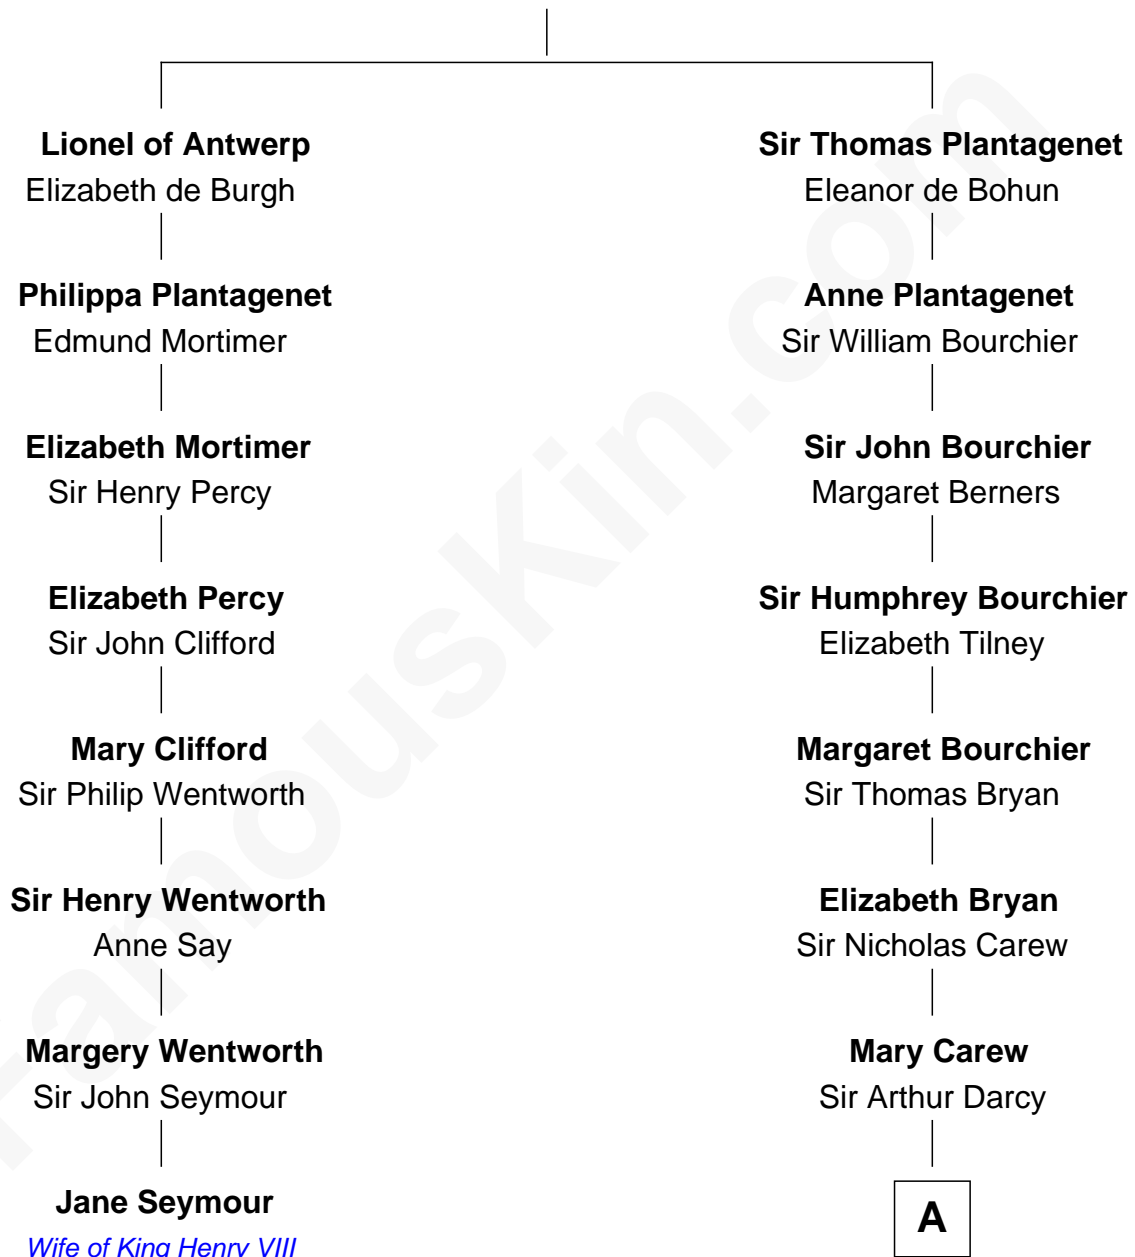 Lionel of Antwerp
Elizabeth de Burgh
Philippa Plantagenet
Edmund Mortimer
Elizabeth Mortimer
Sir Henry Percy
Elizabeth Percy
Sir John Clifford
Mary Clifford
Sir Philip Wentworth
Sir Henry Wentworth
Anne Say
Margery Wentworth
Sir John Seymour
Jane Seymour
Wife of King Henry VIII
Sir Thomas Plantagenet
Eleanor de Bohun
Anne Plantagenet
Sir William Bourchier
Sir John Bourchier
Margaret Berners
Sir Humphrey Bourchier
Elizabeth Tilney
Margaret Bourchier
Sir Thomas Bryan
Elizabeth Bryan
Sir Nicholas Carew
Mary Carew
Sir Arthur Darcy
A
FamousKin.com